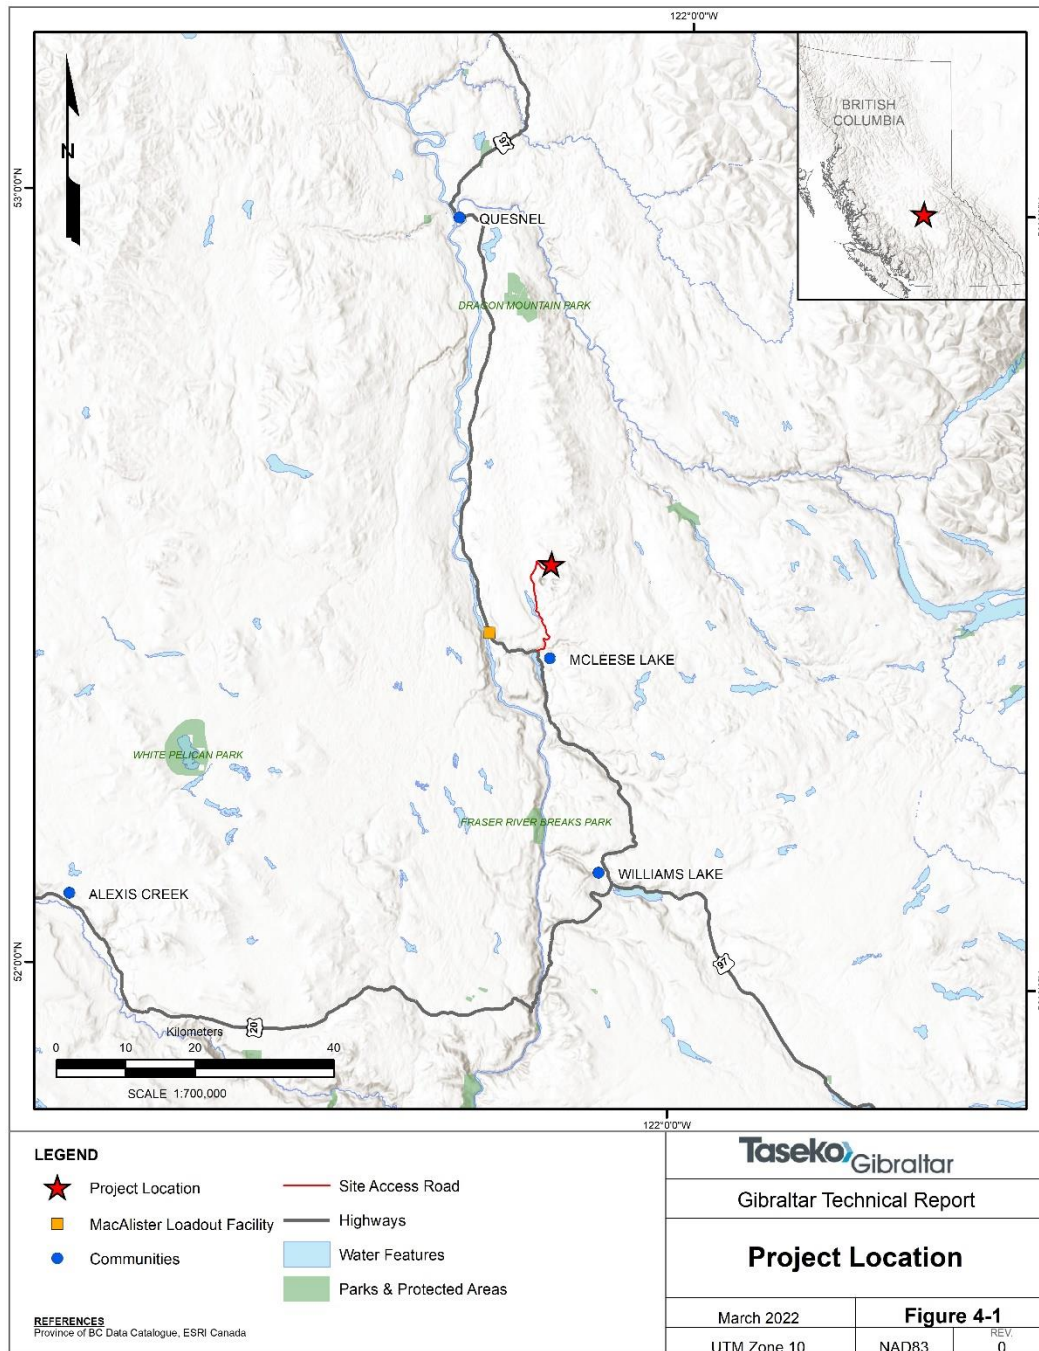 122°0'0"W
N
53°0'0"N
97
BRITISH
COLUMBIA
QUESNEL
DRAGON MOUNTAIN PARK
MCLEESE LAKE
WHITE PELICAN PARK
FRASER RIVER BREAKS PARK
WILLIAMS LAKE
ALEXIS CREEK
52°0'0"N
97
20
Kilometers
0 10 20 40
SCALE 1:700,000
122°0'0"W
LEGEND
Project Location
MacAlister Loadout Facility
Communities
Site Access Road
Highways
Water Features
Parks & Protected Areas
REFERENCES
Province of BC Data Catalogue, ESRI Canada
Taseko Gibraltar
Gibraltar Technical Report
Project Location
March 2022
Figure 4-1
UTM Zone 10
NAD83
REV.
0